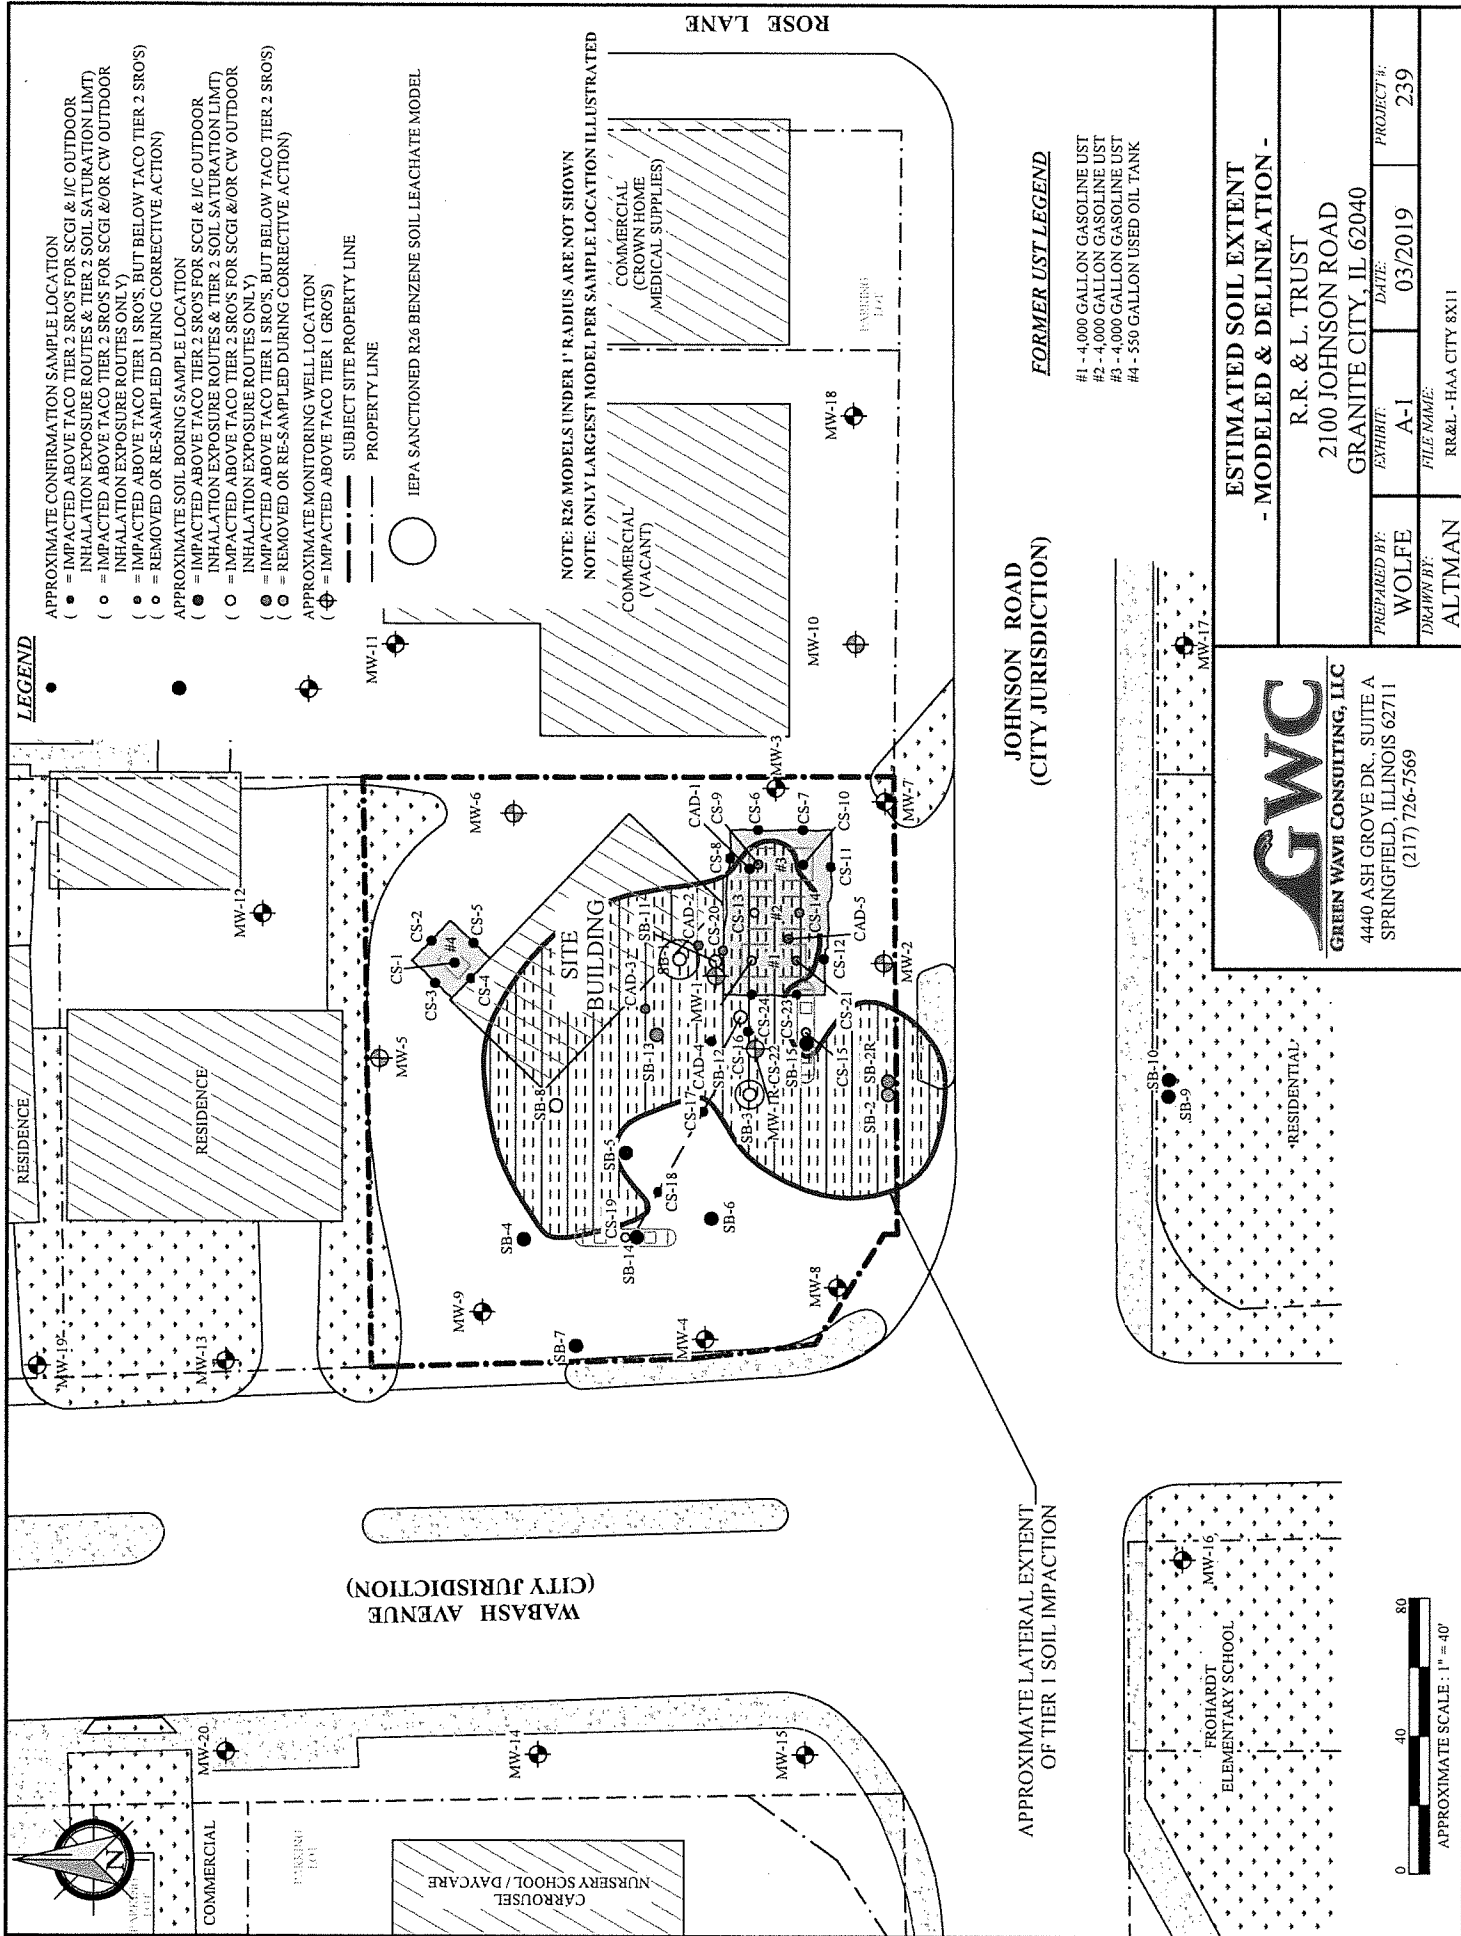 LEGEND
APPROXIMATE CONFIRMATION SAMPLE LOCATION
( = IMPACTED ABOVE TACO TIER 2 SRO'S FOR SCGI & I/C OUTDOOR
INHALATION EXPOSURE ROUTES & TIER 2 SOIL SATURATION LIMIT)
( = IMPACTED ABOVE TACO TIER 2 SRO'S FOR SCGI &/OR CW OUTDOOR
INHALATION EXPOSURE ROUTES ONLY)
( = IMPACTED ABOVE TACO TIER 1 SRO'S, BUT BELOW TACO TIER 2 SRO'S)
( = REMOVED OR RE-SAMPLED DURING CORRECTIVE ACTION)
APPROXIMATE SOIL BORING SAMPLE LOCATION
( = IMPACTED ABOVE TACO TIER 2 SRO'S FOR SCGI & I/C OUTDOOR
INHALATION EXPOSURE ROUTES & TIER 2 SOIL SATURATION LIMIT)
( = IMPACTED ABOVE TACO TIER 2 SRO'S FOR SCGI &/OR CW OUTDOOR
INHALATION EXPOSURE ROUTES ONLY)
( = IMPACTED ABOVE TACO TIER 1 SRO'S, BUT BELOW TACO TIER 2 SRO'S)
( = REMOVED OR RE-SAMPLED DURING CORRECTIVE ACTION)
APPROXIMATE MONITORING WELL LOCATION
( = IMPACTED ABOVE TACO TIER 1 GRO'S)
SUBJECT SITE PROPERTY LINE
PROPERTY LINE
IEPA SANCTIONED R26 BENZENE SOIL LEACHATE MODEL
NOTE: R26 MODELS UNDER 1' RADIUS ARE NOT SHOWN
NOTE: ONLY LARGEST MODEL PER SAMPLE LOCATION ILLUSTRATED
ROSE LANE
RESIDENCE
RESIDENCE
MW-19
MW-13
MW-12
MW-11
MW-20
MW-5
MW-6
MW-9
MW-14
MW-15
MW-4
MW-8
MW-3
MW-7
MW-2
MW-10
MW-18
MW-16
MW-17
MW-1
MW-1R
CS-1
CS-2
CS-3
CS-4
CS-5
#4
SITE
BUILDING
SB-4
SB-5
SB-6
SB-7
SB-8
SB-13
SB-12
SB-11
SB-1
SB-14
SB-3
SB-15
SB-2
SB-2R
SB-10
SB-9
CAD-1
CAD-2
CAD-3
CAD-4
CAD-5
CS-6
CS-7
CS-8
CS-9
CS-10
CS-11
CS-12
CS-13
CS-14
CS-15
CS-16
CS-17
CS-18
CS-19
CS-20
CS-21
CS-22
CS-23
CS-24
#1
#2
#3
COMMERCIAL
(VACANT)
COMMERCIAL
(CROWN HOME
MEDICAL SUPPLIES)
PARKING
LOT
WABASH AVENUE
(CITY JURISDICTION)
JOHNSON ROAD
(CITY JURISDICTION)
COMMERCIAL
PARKING
LOT
PARKING
LOT
CARROUSEL
NURSERY SCHOOL / DAYCARE
APPROXIMATE LATERAL EXTENT
OF TIER 1 SOIL IMPACTION
FROHARDT
ELEMENTARY SCHOOL
RESIDENTIAL
FORMER UST LEGEND
#1 - 4,000 GALLON GASOLINE UST
#2 - 4,000 GALLON GASOLINE UST
#3 - 4,000 GALLON GASOLINE UST
#4 - 550 GALLON USED OIL TANK
N
0 40 80
APPROXIMATE SCALE: 1" = 40'
GWC
GREEN WAVE CONSULTING, LLC
4440 ASH GROVE DR., SUITE A
SPRINGFIELD, ILLINOIS 62711
(217) 726-7569
ESTIMATED SOIL EXTENT
- MODELED & DELINEATION -
R.R. & L. TRUST
2100 JOHNSON ROAD
GRANITE CITY, IL 62040
PREPARED BY: WOLFE
EXHIBIT: A-1
DATE: 03/2019
PROJECT #: 239
DRAWN BY: ALTMAN
FILE NAME: RR&L - HAA CITY 8X11